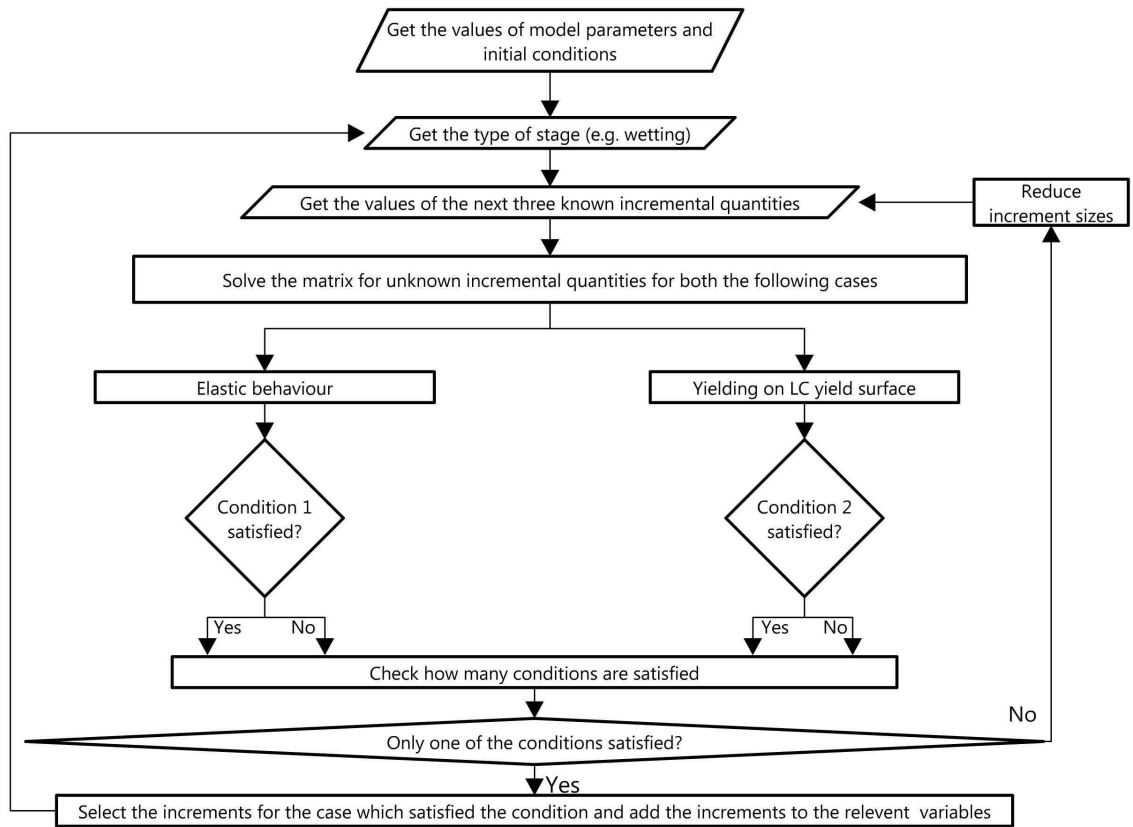 Get the values of model parameters and
initial conditions
Get the type of stage (e.g. wetting)
Get the values of the next three known incremental quantities
Reduce
increment sizes
Solve the matrix for unknown incremental quantities for both the following cases
Elastic behaviour
Yielding on LC yield surface
Condition 1
satisfied?
Condition 2
satisfied?
Yes
No
Yes
No
Check how many conditions are satisfied
Only one of the conditions satisfied?
No
Yes
Select the increments for the case which satisfied the condition and add the increments to the relevent variables